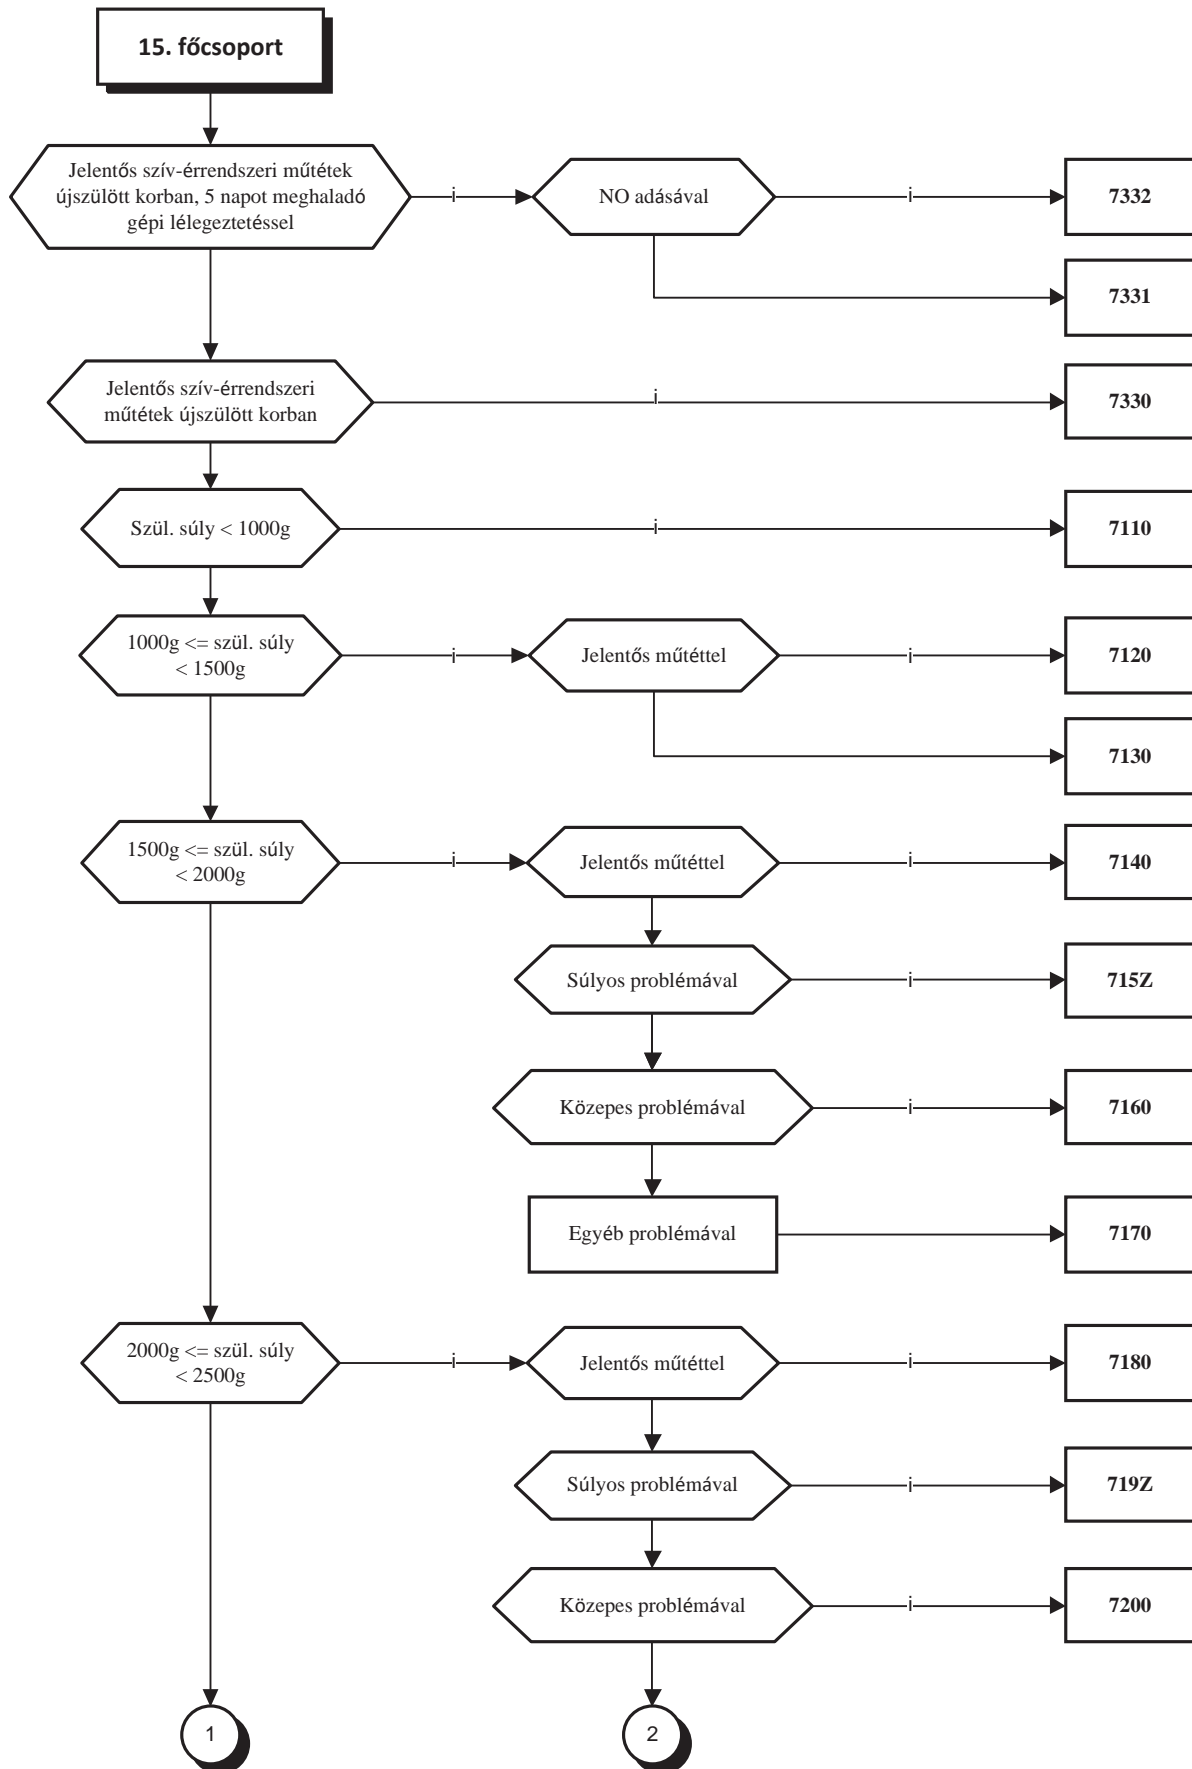 15. főcsoport
Jelentős szív-érrendszeri műtétek
újszülött korban, 5 napot meghaladó
gépi lélegeztetéssel
i
NO adásával
i
7332
7331
Jelentős szív-érrendszeri
műtétek újszülött korban
i
7330
Szül. súly < 1000g
i
7110
1000g <= szül. súly
< 1500g
i
Jelentős műtéttel
i
7120
7130
1500g <= szül. súly
< 2000g
i
Jelentős műtéttel
i
7140
Súlyos problémával
i
715Z
Közepes problémával
i
7160
Egyéb problémával
7170
2000g <= szül. súly
< 2500g
i
Jelentős műtéttel
i
7180
Súlyos problémával
i
719Z
Közepes problémával
i
7200
1
2